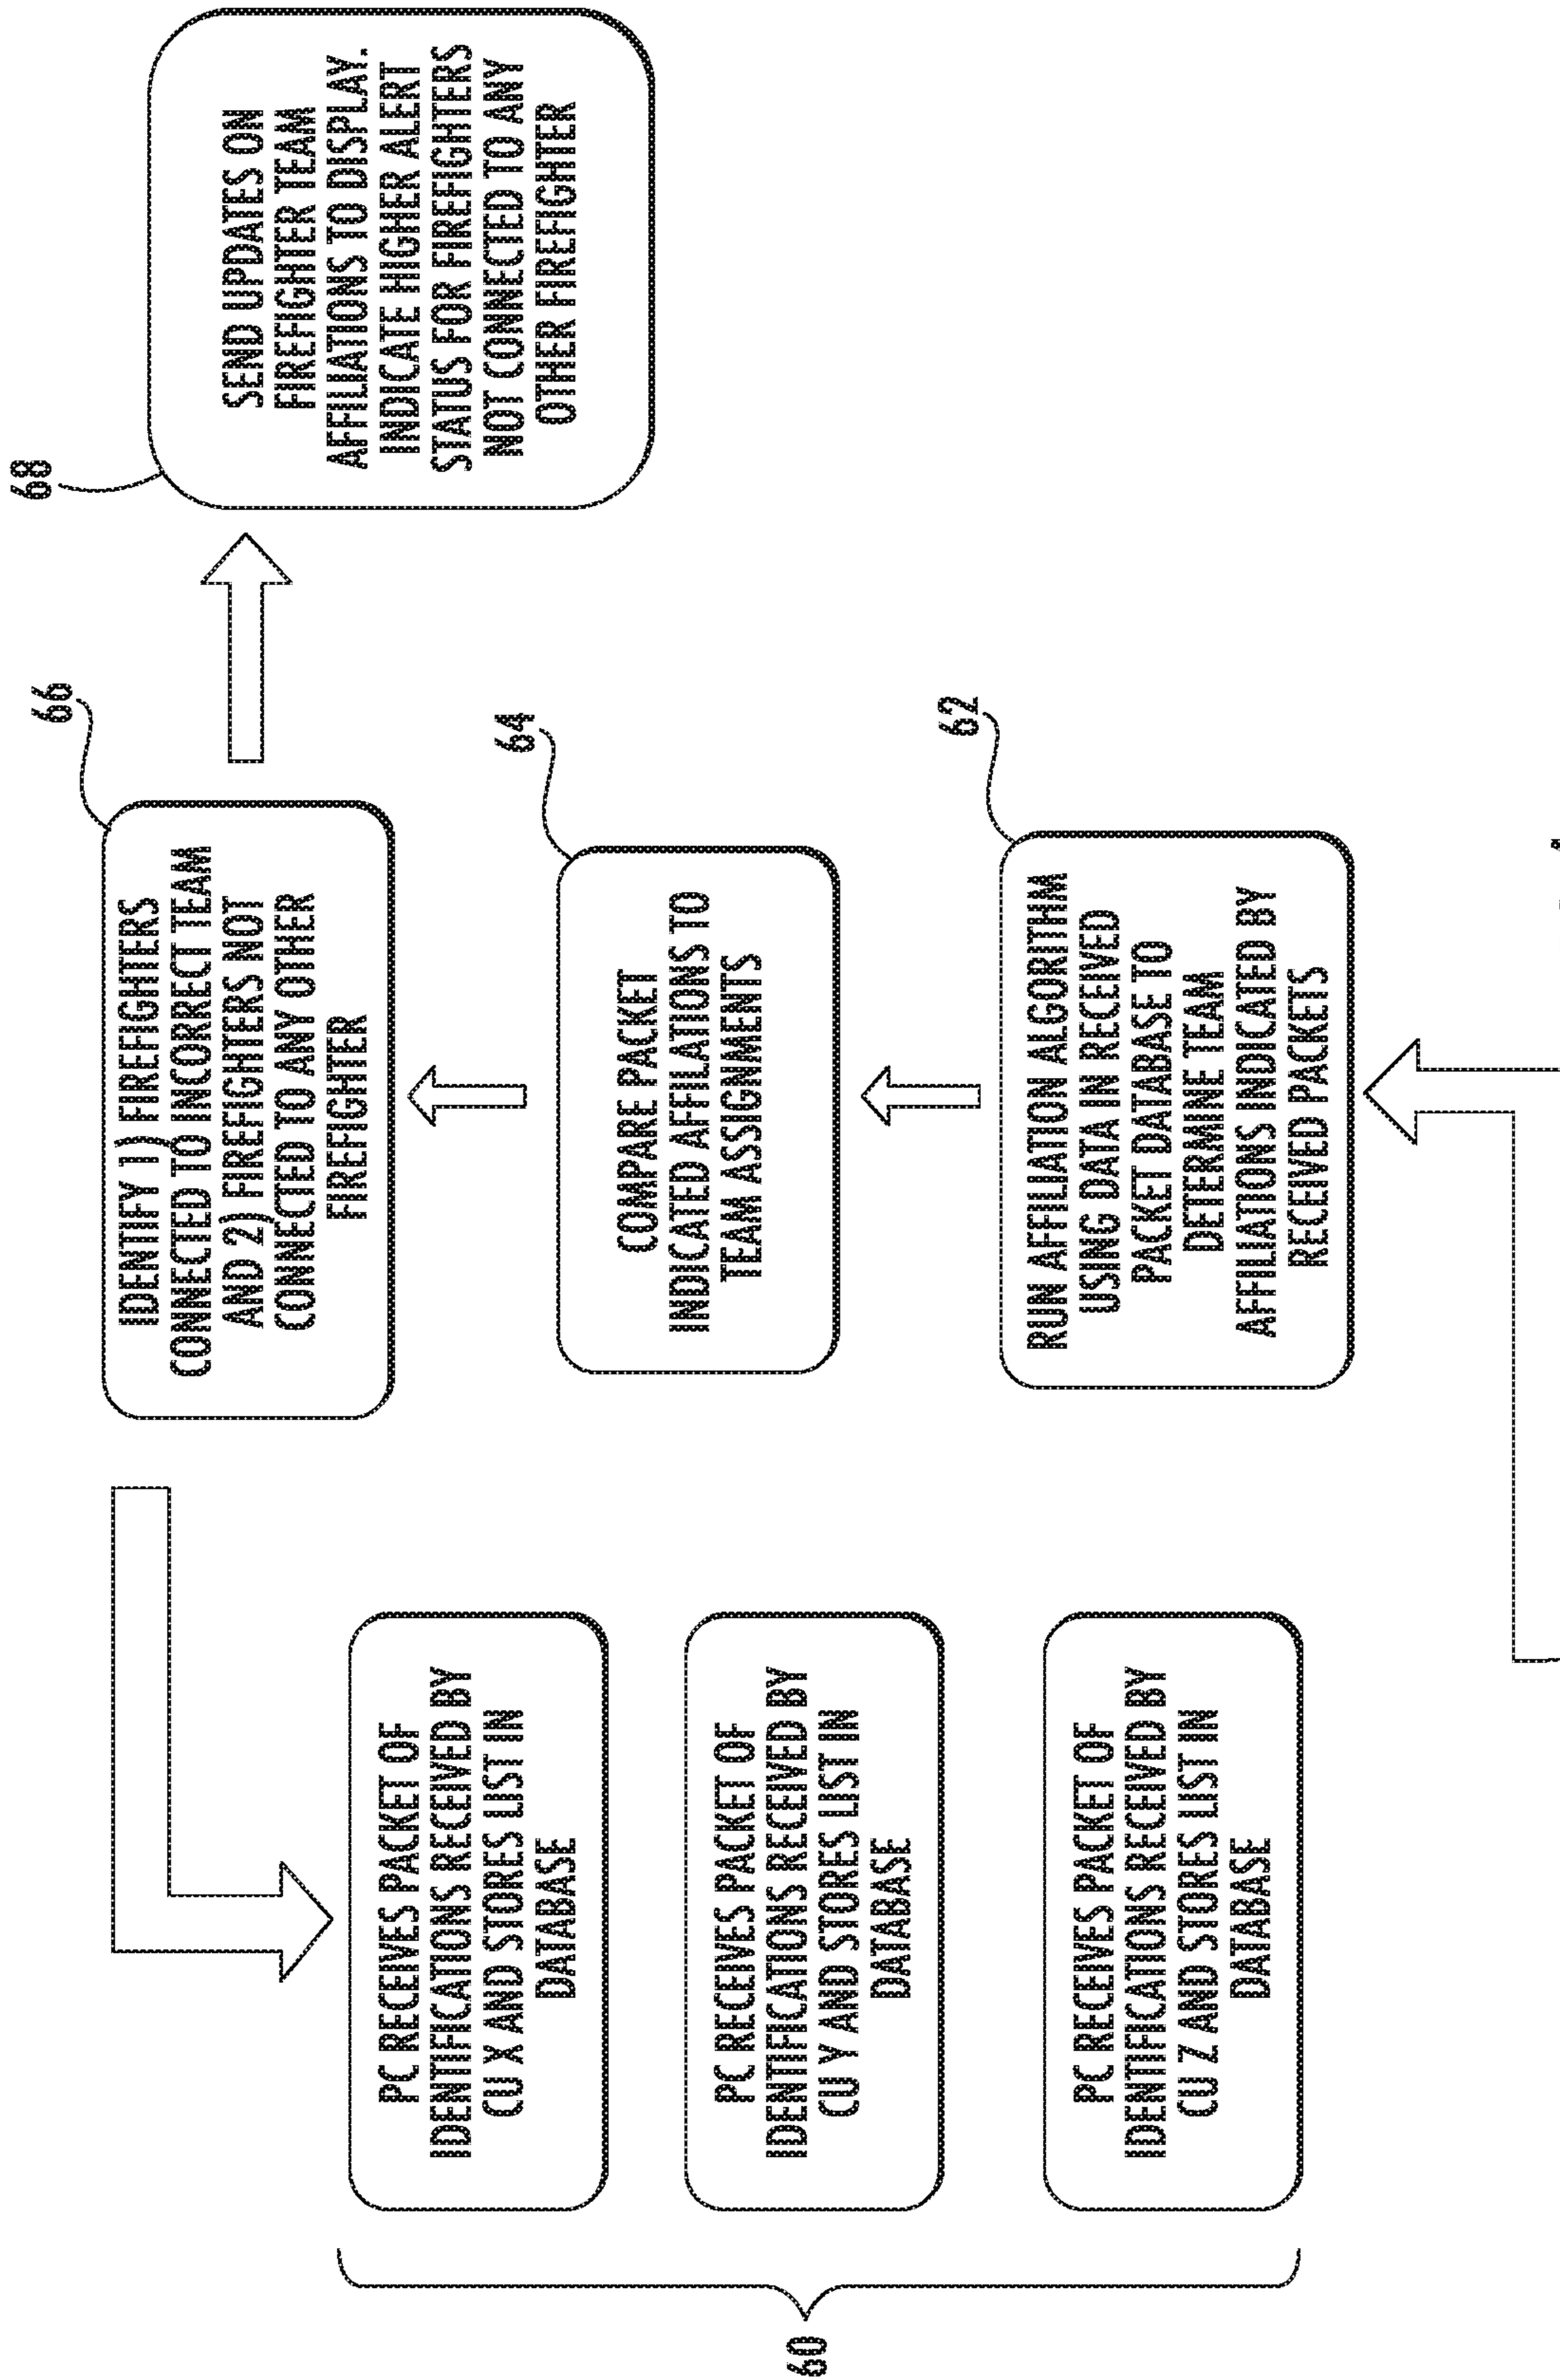 60
PC RECEIVES PACKET OF
IDENTIFICATIONS RECEIVED BY
CU X AND STORES LIST IN
DATABASE
PC RECEIVES PACKET OF
IDENTIFICATIONS RECEIVED BY
CU Y AND STORES LIST IN
DATABASE
PC RECEIVES PACKET OF
IDENTIFICATIONS RECEIVED BY
CU Z AND STORES LIST IN
DATABASE
62
RUN AFFILIATION ALGORITHM
USING DATA IN RECEIVED
PACKET DATABASE TO
DETERMINE TEAM
AFFILIATIONS INDICATED BY
RECEIVED PACKETS
64
COMPARE PACKET
INDICATED AFFILATIONS TO
TEAM ASSIGNMENTS
66
IDENTIFY 1) FIREFIGHTERS
CONNECTED TO INCORRECT TEAM
AND 2) FIREFIGHTERS NOT
CONNECTED TO ANY OTHER
FIREFIGHTER
68
SEND UPDATES ON
FIREFIGHTER TEAM
AFFILIATIONS TO DISPLAY.
INDICATE HIGHER ALERT
STATUS FOR FIREFIGHTERS
NOT CONNECTED TO ANY
OTHER FIREFIGHTER